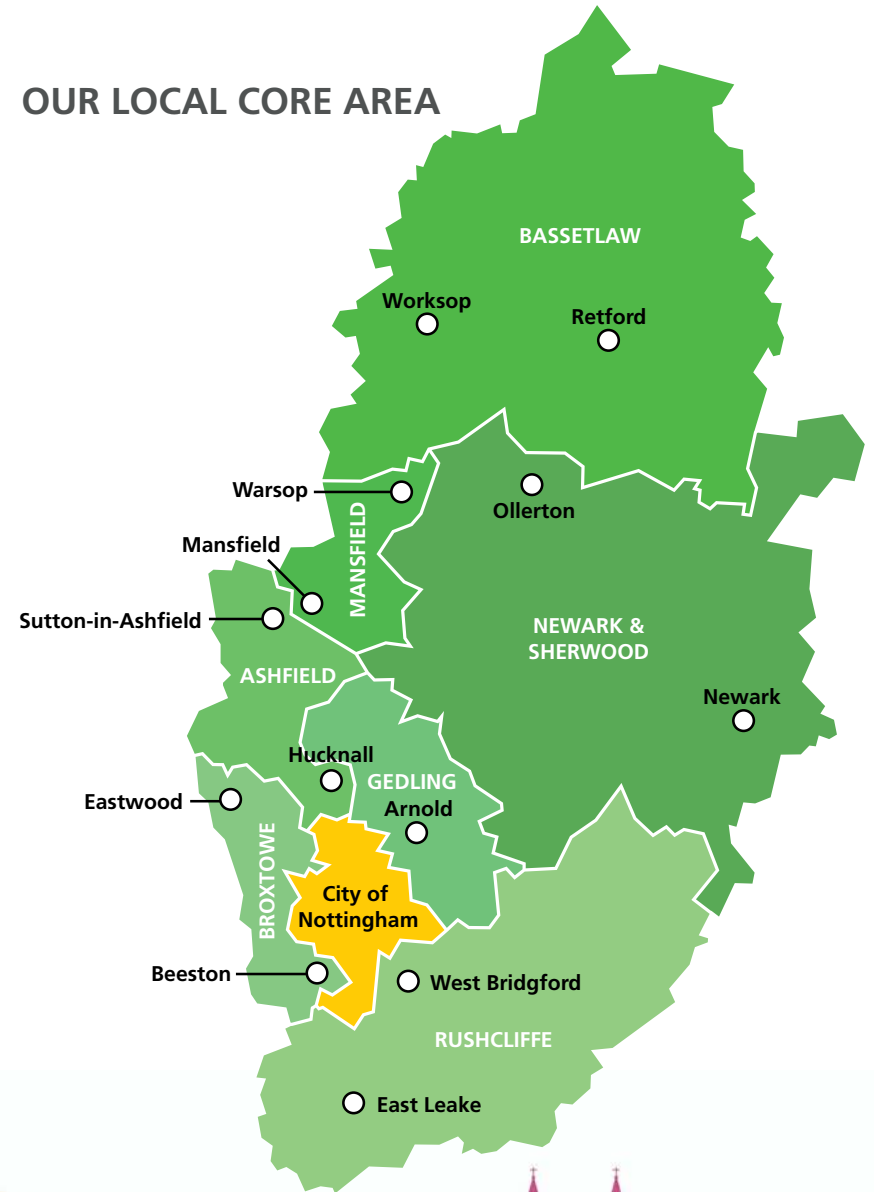 OUR LOCAL CORE AREA
BASSETLAW
Worksop
Retford
Warsop
Ollerton
MANSFIELD
Mansfield
Sutton-in-Ashfield
NEWARK &
SHERWOOD
ASHFIELD
Newark
Hucknall
GEDLING
Eastwood
Arnold
BROXTOWE
City of
Nottingham
Beeston
West Bridgford
RUSHCLIFFE
East Leake